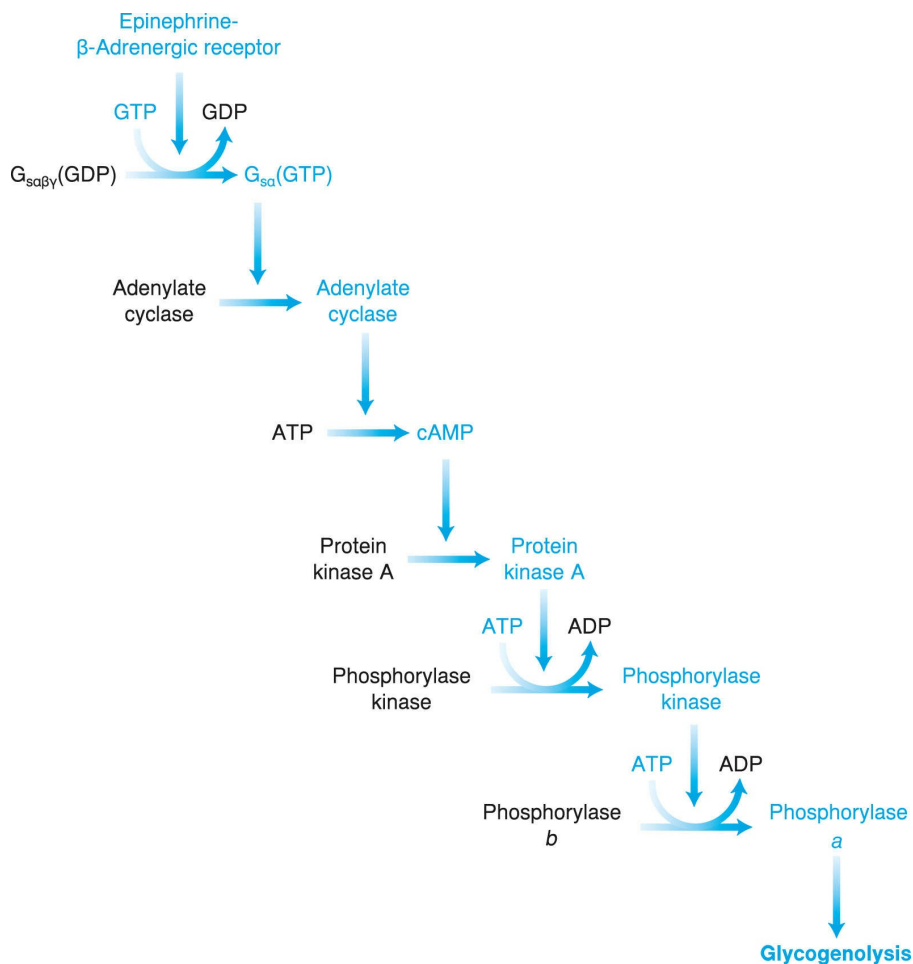 Epinephrine-
β-Adrenergic receptor
GTP GDP
Gsαβγ(GDP) Gsα(GTP)
Adenylate Adenylate
cyclase cyclase
ATP cAMP
Protein Protein
kinase A kinase A
ATP ADP
Phosphorylase Phosphorylase
kinase kinase
ATP ADP
Phosphorylase Phosphorylase
b a
Glycogenolysis